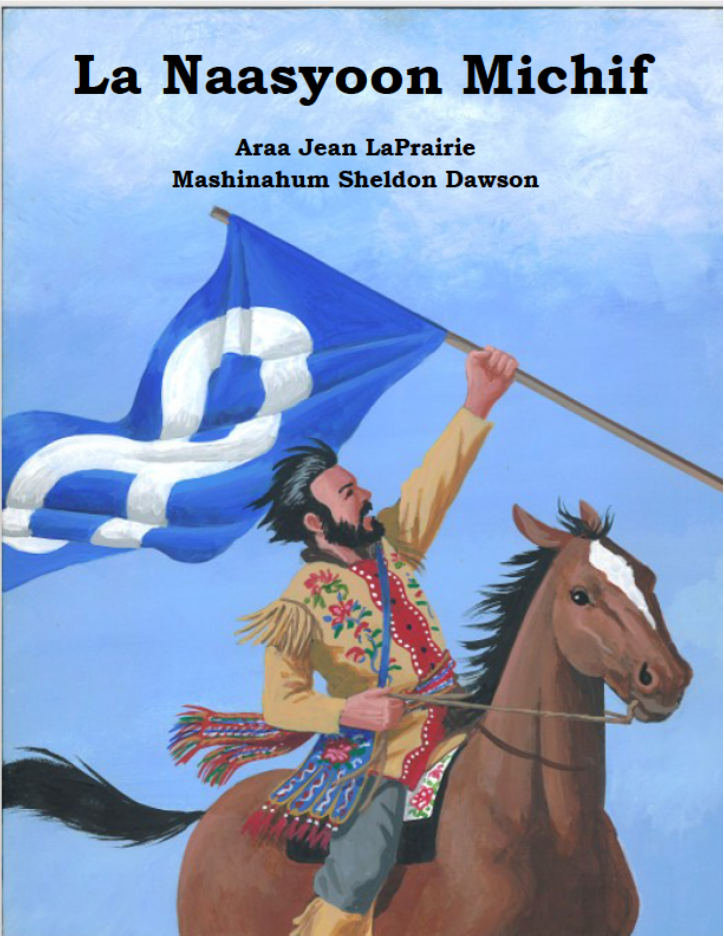 La Naasyoon Michif
Araa Jean LaPrairie
Mashinahum Sheldon Dawson